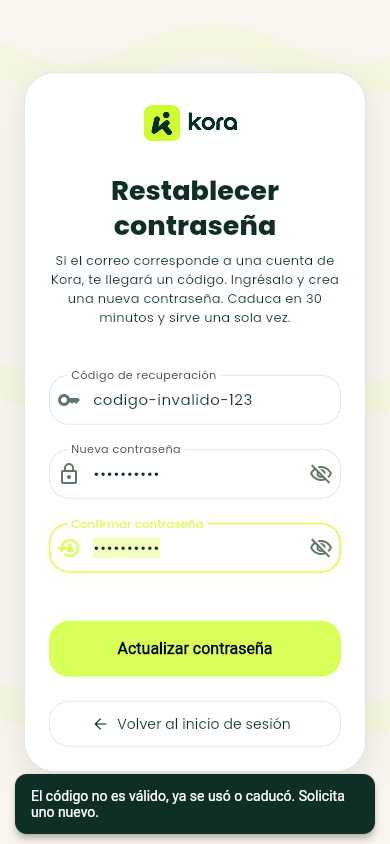 kora
Restablecer
contraseña
Si el correo corresponde a una cuenta de
Kora, te llegará un código. Ingrésalo y crea
una nueva contraseña. Caduca en 30
minutos y sirve una sola vez.
Código de recuperación
codigo-invalido-123
Nueva contraseña
••••••••••
Confirmar contraseña
••••••••••
Actualizar contraseña
Volver al inicio de sesión
El código no es válido, ya se usó o caducó. Solicita
uno nuevo.